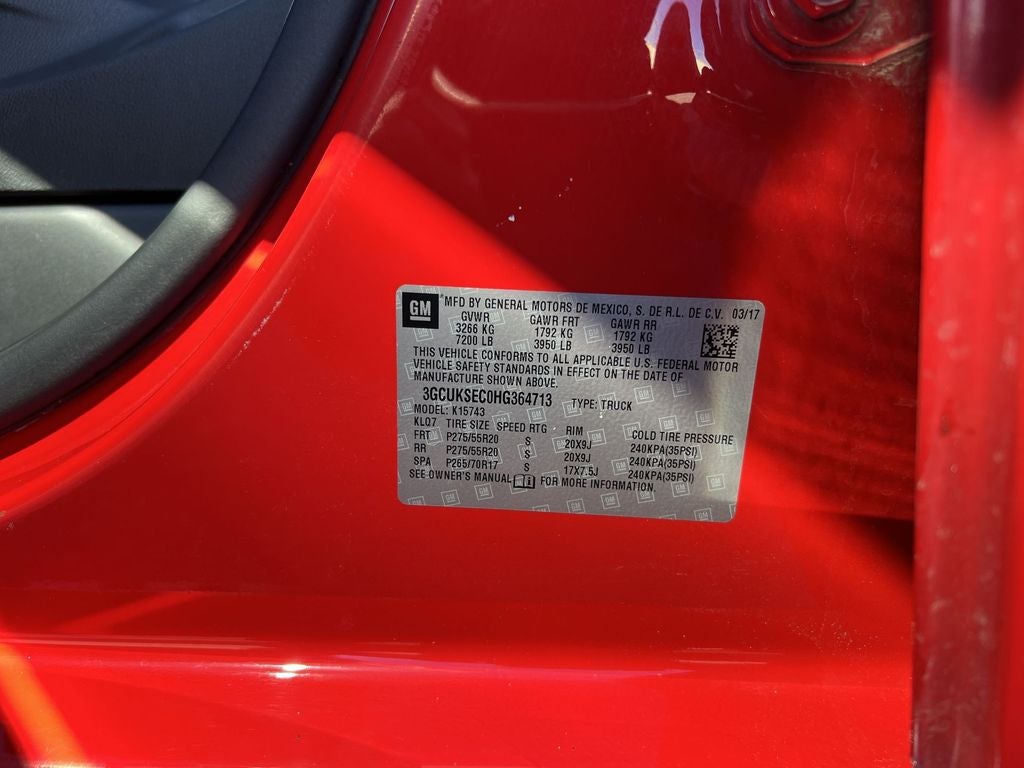 GM MFD BY GENERAL MOTORS DE MEXICO, S. DE R.L. DE C.V. 03/17
GVWR GAWR FRT GAWR RR
3266 KG 1792 KG 1792 KG
7200 LB 3950 LB 3950 LB
THIS VEHICLE CONFORMS TO ALL APPLICABLE U.S. FEDERAL MOTOR
VEHICLE SAFETY STANDARDS IN EFFECT ON THE DATE OF
MANUFACTURE SHOWN ABOVE.
3GCUKSEC0HG364713 TYPE: TRUCK
MODEL: K15743
KLQ7 TIRE SIZE SPEED RTG RIM COLD TIRE PRESSURE
FRT P275/55R20 S 20X9J 240KPA(35PSI)
RR P275/55R20 S 20X9J 240KPA(35PSI)
SPA P265/70R17 S 17X7.5J 240KPA(35PSI)
SEE OWNER'S MANUAL FOR MORE INFORMATION.